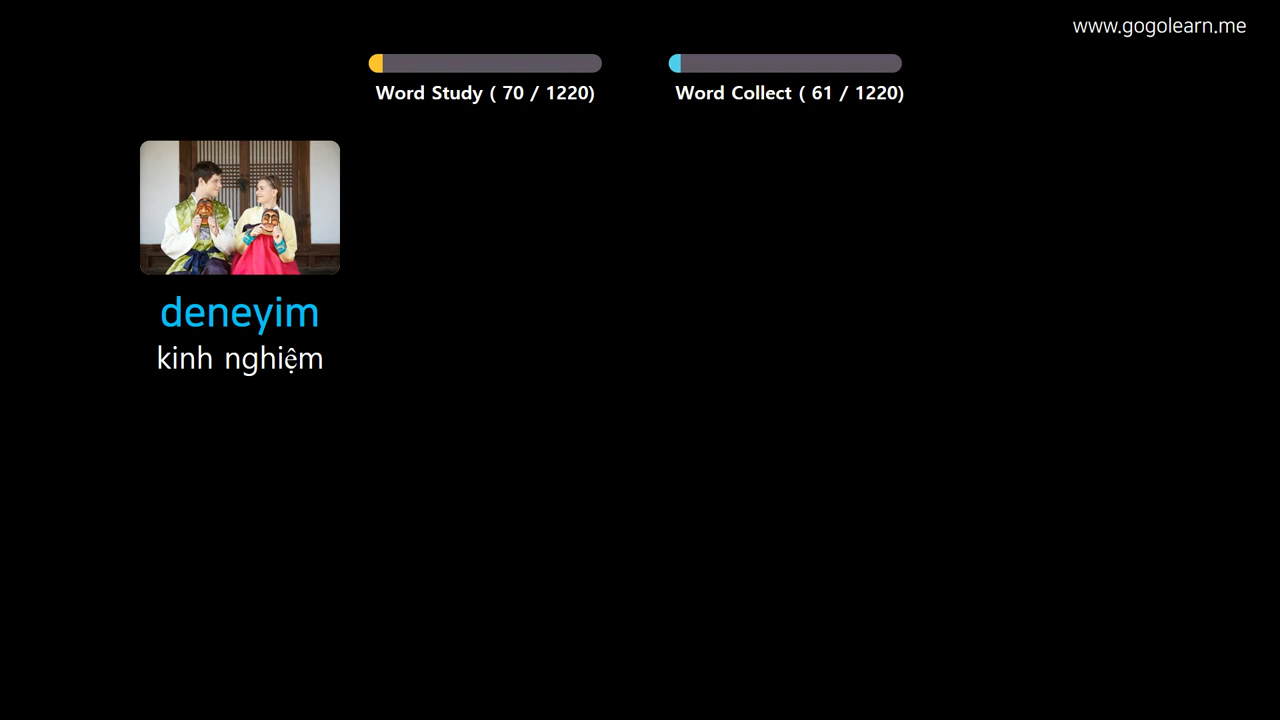 www.gogolearn.me
Word Study ( 70 / 1220)
Word Collect ( 61 / 1220)
deneyim
kinh nghiệm